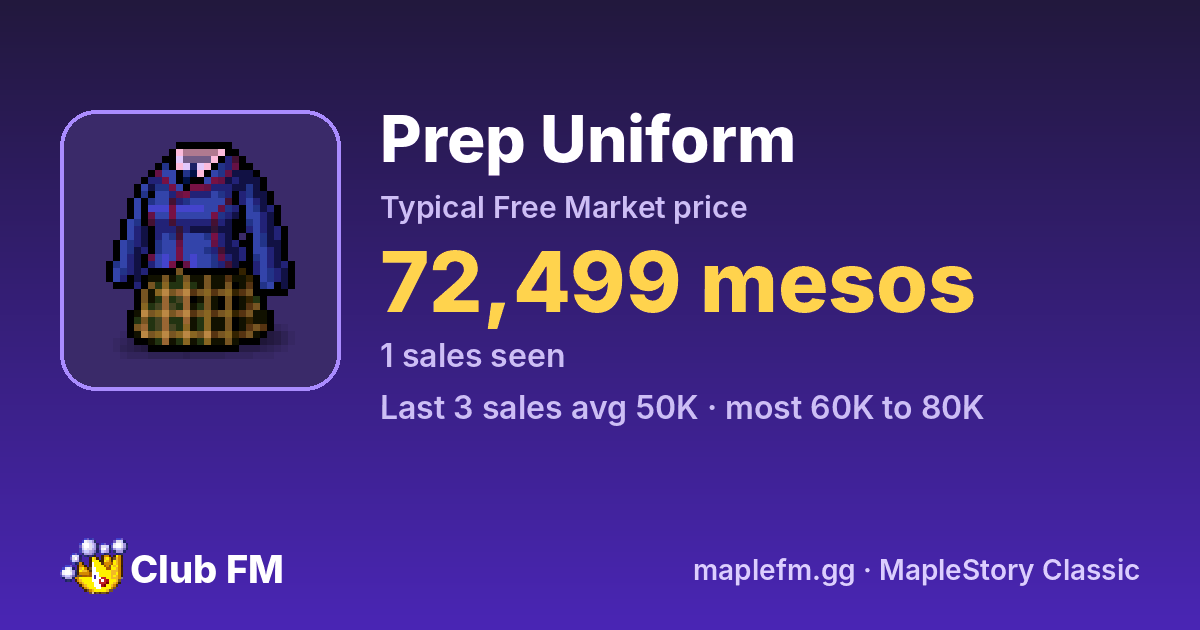 Prep Uniform
Typical Free Market price
72,499 mesos
1 sales seen
Last 3 sales avg 50K · most 60K to 80K
Club FM
maplefm.gg · MapleStory Classic